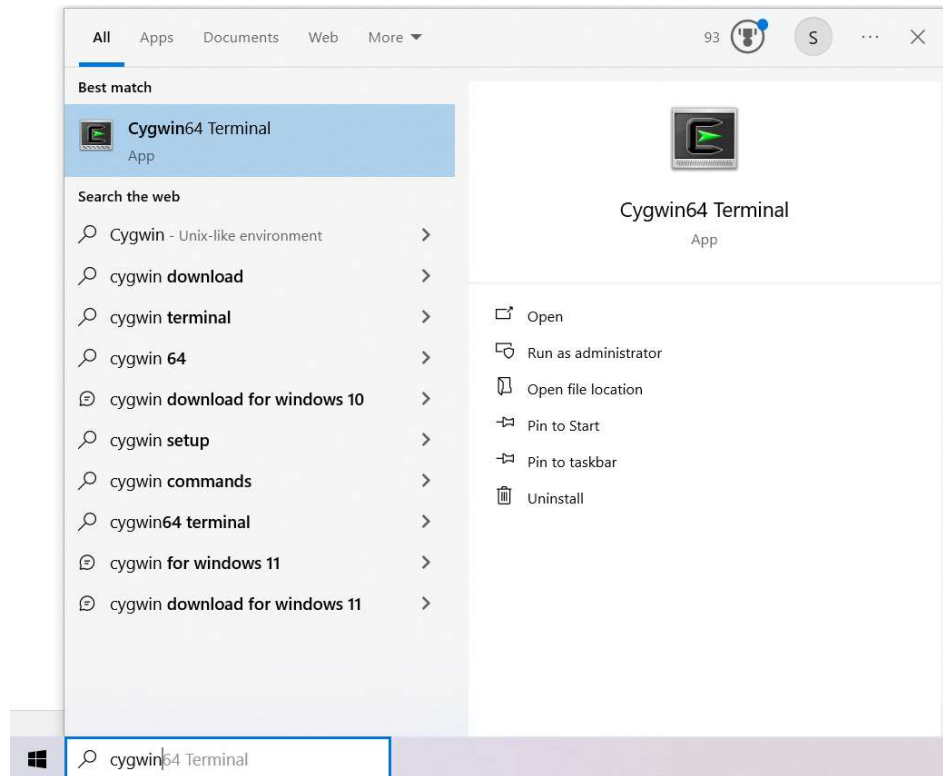 All Apps Documents Web More 93 S ...
Best match
Cygwin64 Terminal
App
Search the web
Cygwin - Unix-like environment
cygwin download
cygwin terminal
cygwin 64
cygwin download for windows 10
cygwin setup
cygwin commands
cygwin64 terminal
cygwin for windows 11
cygwin download for windows 11
Cygwin64 Terminal
App
Open
Run as administrator
Open file location
Pin to Start
Pin to taskbar
Uninstall
cygwin64 Terminal